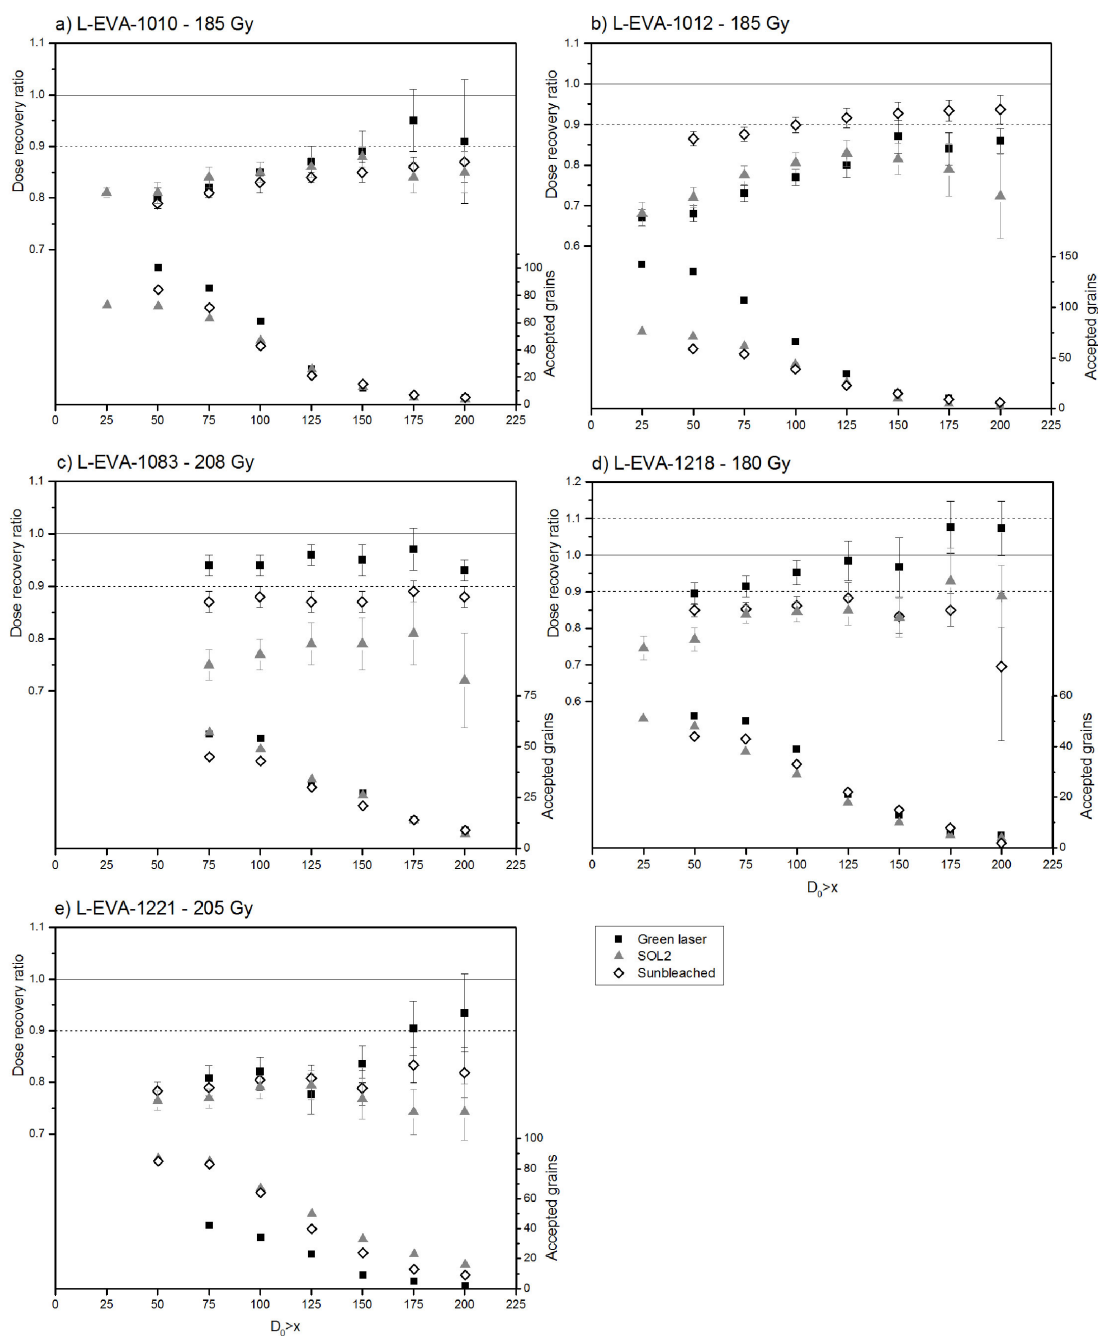 a) L-EVA-1010 - 185 Gy
1.1
1.0
0.9
0.8
0.7
Dose recovery ratio
100
80
60
40
20
0
Accepted grains
0 25 50 75 100 125 150 175 200 225
b) L-EVA-1012 - 185 Gy
1.1
1.0
0.9
0.8
0.7
0.6
Dose recovery ratio
150
100
50
0
Accepted grains
0 25 50 75 100 125 150 175 200 225
c) L-EVA-1083 - 208 Gy
1.1
1.0
0.9
0.8
0.7
Dose recovery ratio
75
50
25
0
Accepted grains
0 25 50 75 100 125 150 175 200 225
d) L-EVA-1218 - 180 Gy
1.2
1.1
1.0
0.9
0.8
0.7
0.6
Dose recovery ratio
60
40
20
0
Accepted grains
0 25 50 75 100 125 150 175 200 225
D₀>x
e) L-EVA-1221 - 205 Gy
1.1
1.0
0.9
0.8
0.7
Dose recovery ratio
100
80
60
40
20
0
Accepted grains
0 25 50 75 100 125 150 175 200 225
D₀>x
Green laser
SOL2
Sunbleached